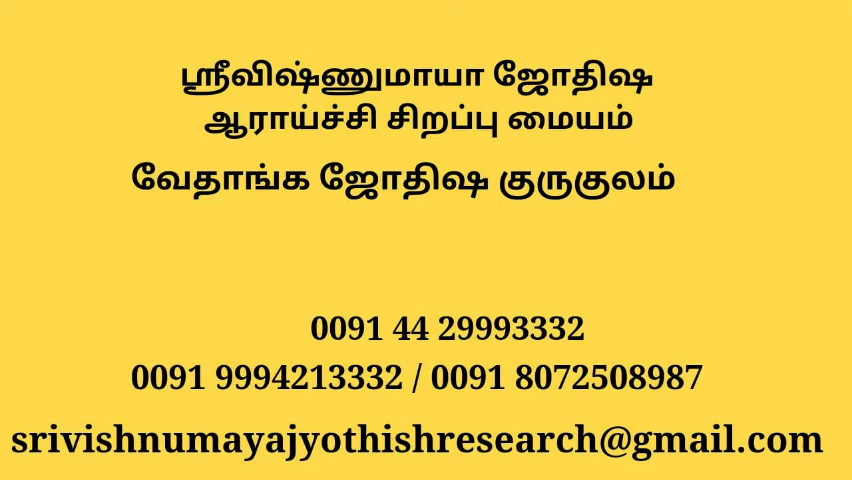 ஸ்ரீவிஷ்ணுமாயா ஜோதிஷ
ஆராய்ச்சி சிறப்பு மையம்
வேதாங்க ஜோதிஷ குருகுலம்
0091 44 29993332
0091 9994213332 / 0091 8072508987
srivishnumayajyothishresearch@gmail.com